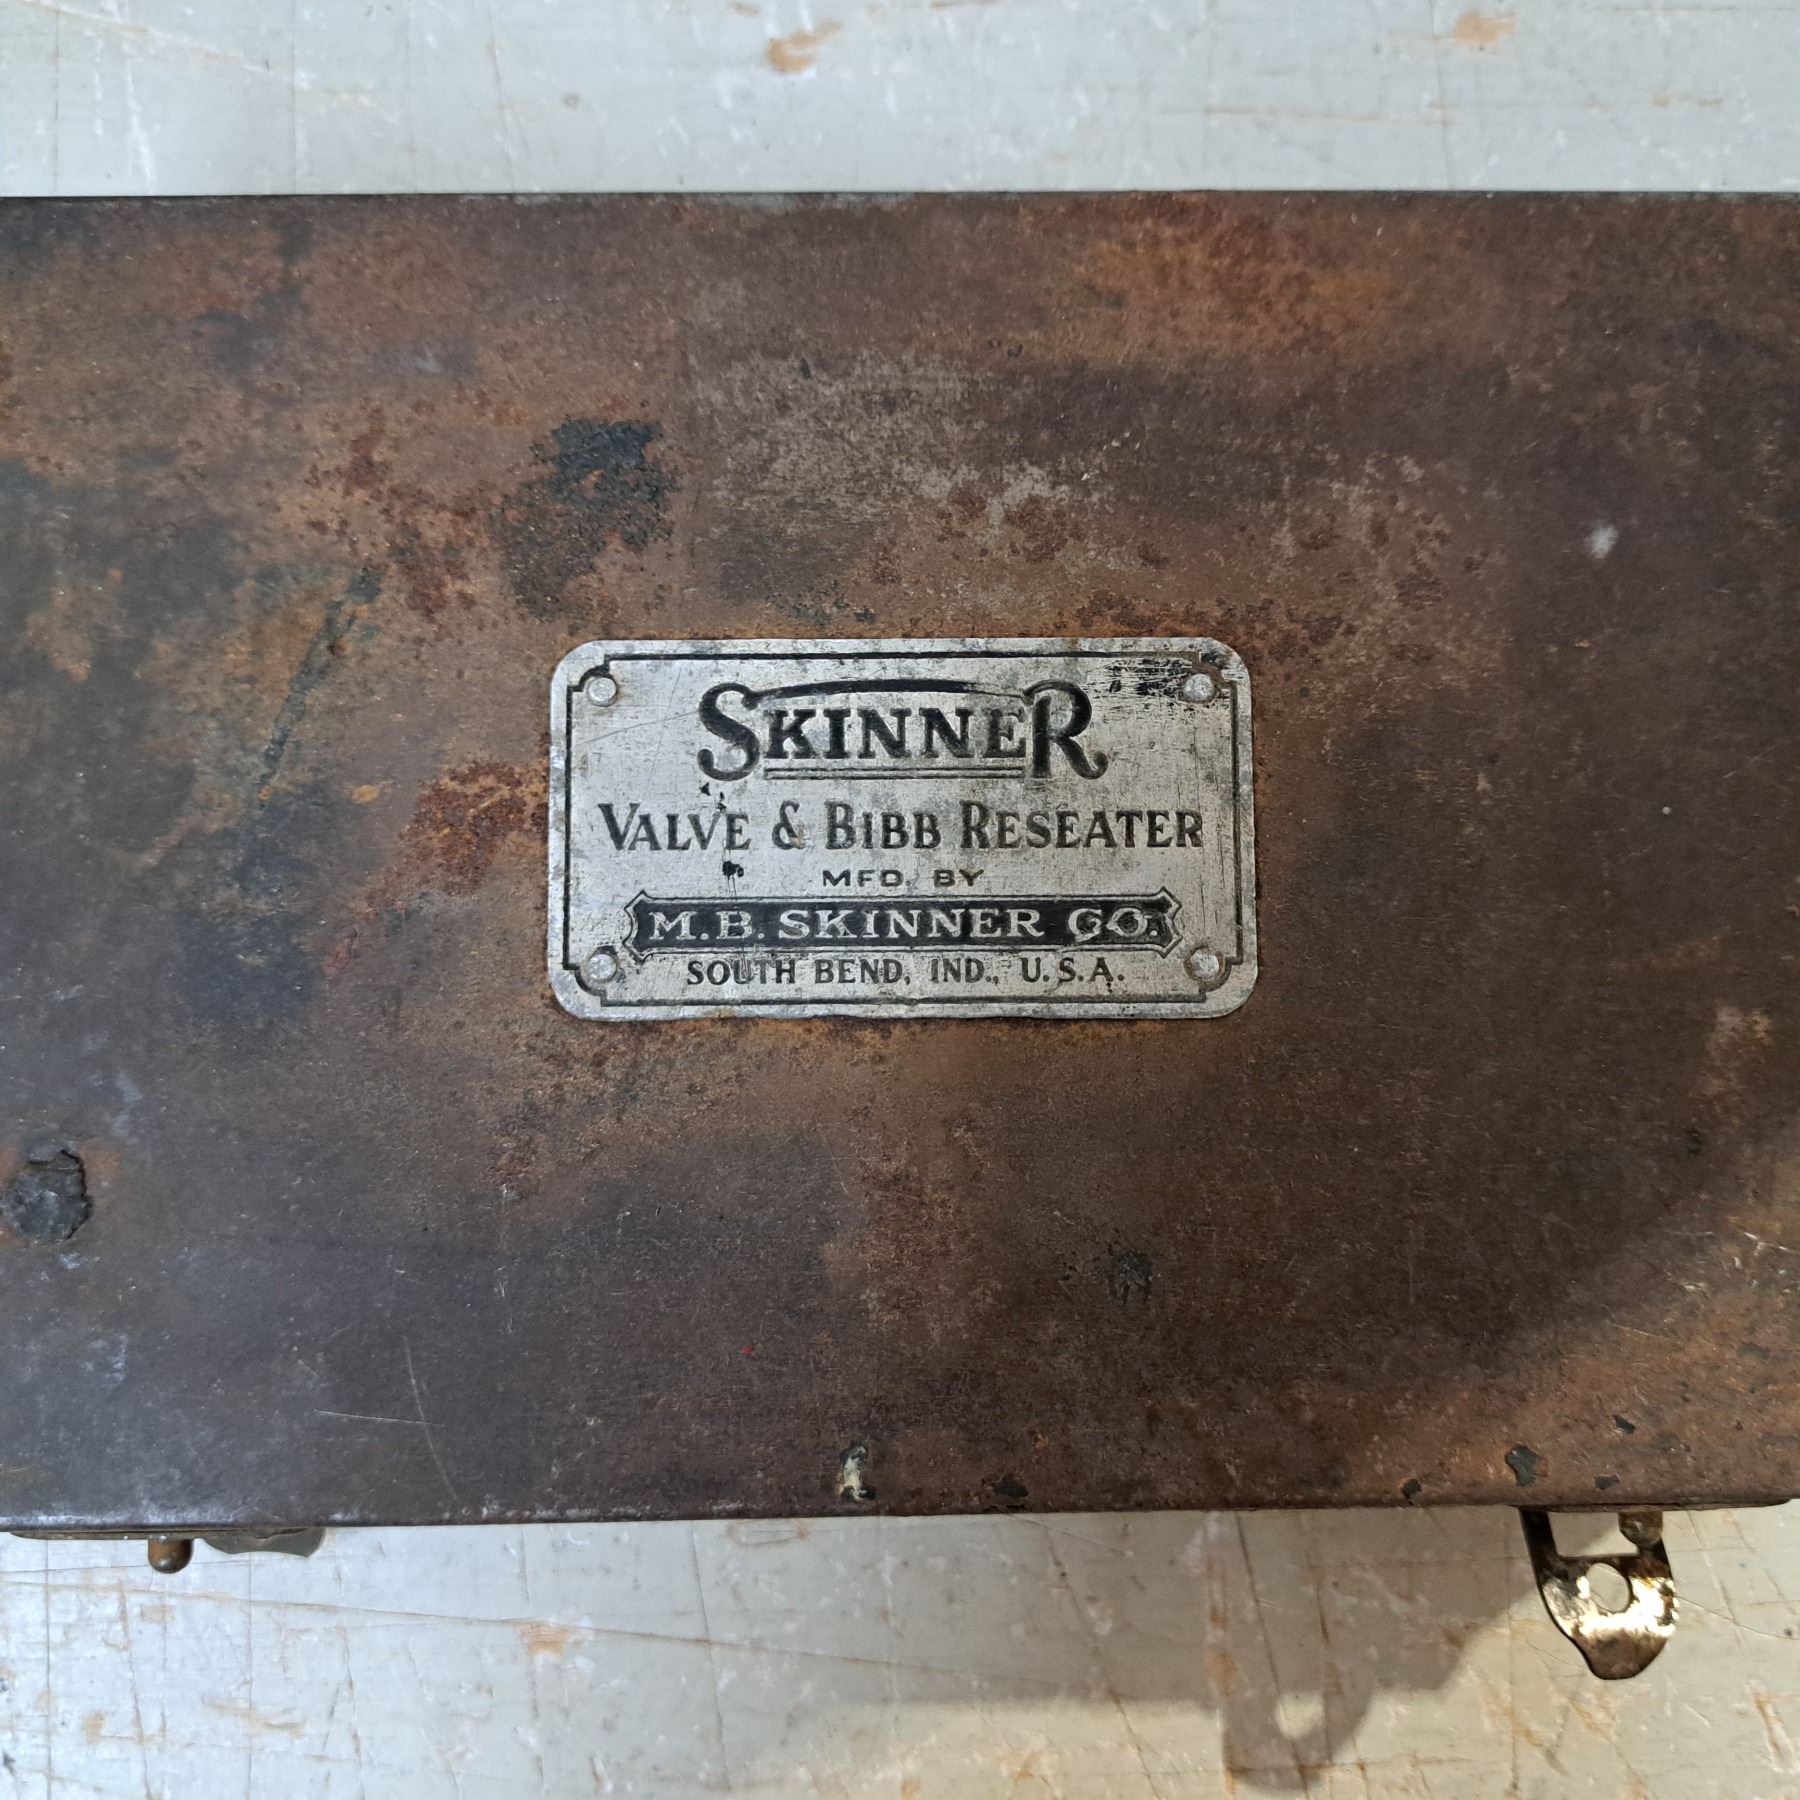 SKINNER
VALVE & BIBB RESEATER
MFD. BY
M.B. SKINNER CO.
SOUTH BEND, IND., U.S.A.